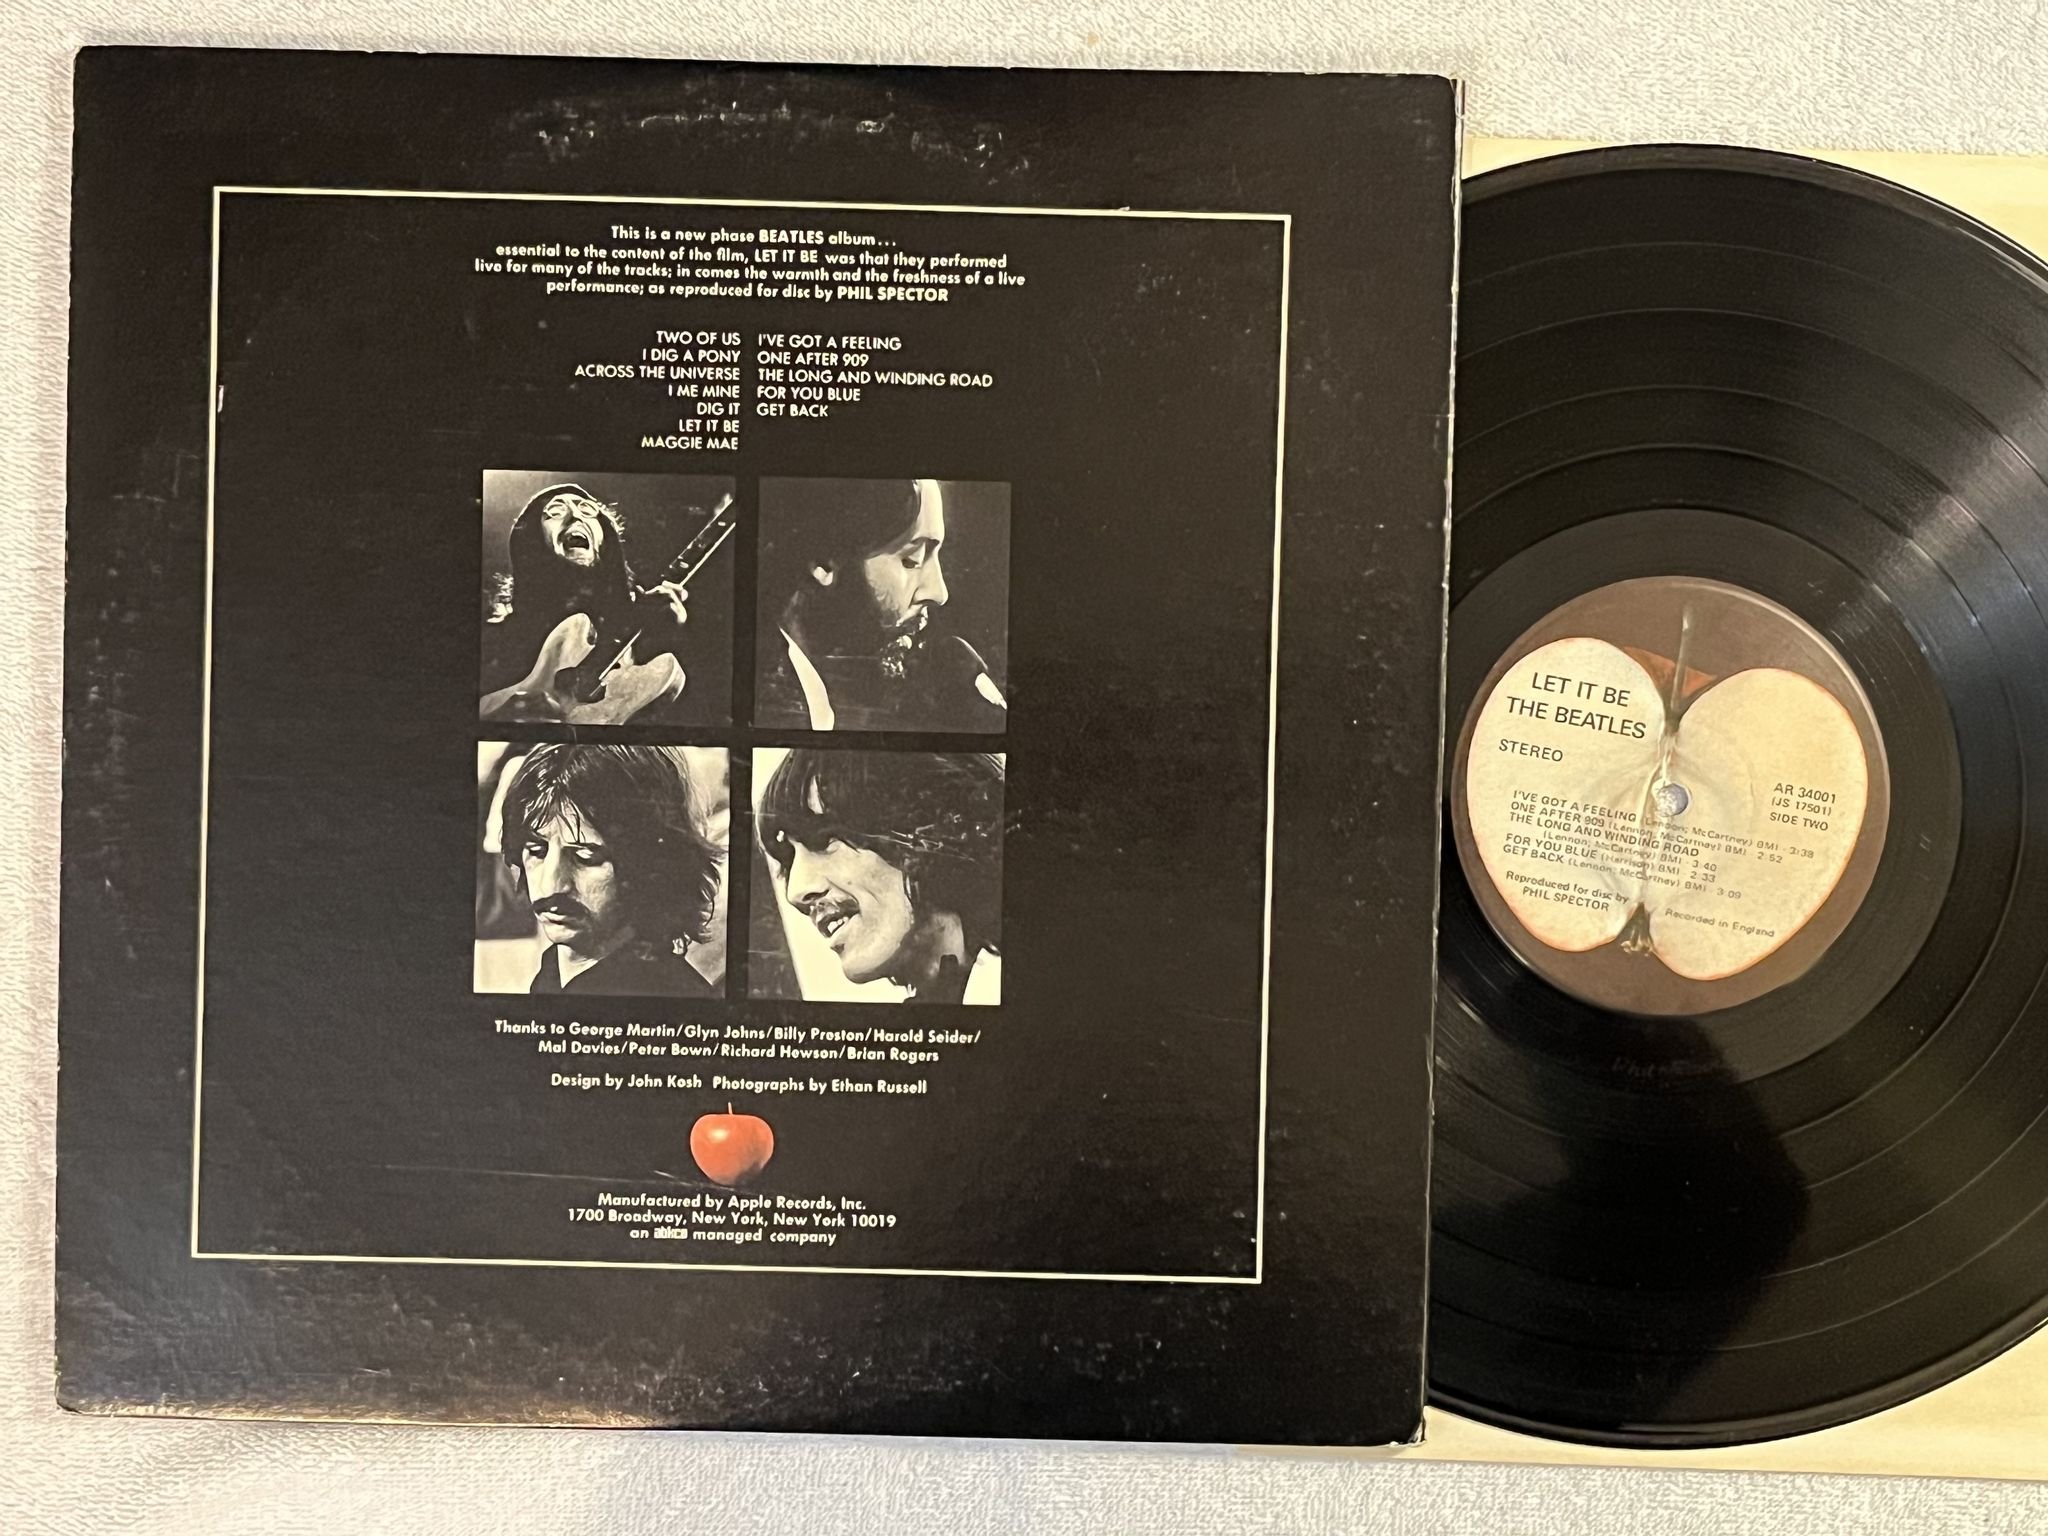 This is a new phase BEATLES album...
essential to the content of the film, LET IT BE was that they performed
live for many of the tracks; in comes the warmth and the freshness of a live
performance; as reproduced for disc by PHIL SPECTOR
TWO OF US
I DIG A PONY
ACROSS THE UNIVERSE
I ME MINE
DIG IT
LET IT BE
MAGGIE MAE
I'VE GOT A FEELING
ONE AFTER 909
THE LONG AND WINDING ROAD
FOR YOU BLUE
GET BACK
Thanks to George Martin/Glyn Johns/Billy Preston/Harold Seider/
Mal Davies/Peter Bown/Richard Hewson/Brian Rogers
Design by John Kosh Photographs by Ethan Russell
Manufactured by Apple Records, Inc.
1700 Broadway, New York, New York 10019
an abkco managed company
LET IT BE
THE BEATLES
STEREO
AR 34001
(JS 17501)
SIDE TWO
I'VE GOT A FEELING (Lennon; McCartney) BMI - 3:38
ONE AFTER 909 (Lennon; McCartney) BMI - 2:52
THE LONG AND WINDING ROAD
(Lennon; McCartney) BMI - 3:40
FOR YOU BLUE (Harrison) BMI - 2:33
GET BACK (Lennon; McCartney) BMI - 3:09
Reproduced for disc by
PHIL SPECTOR
Recorded in England